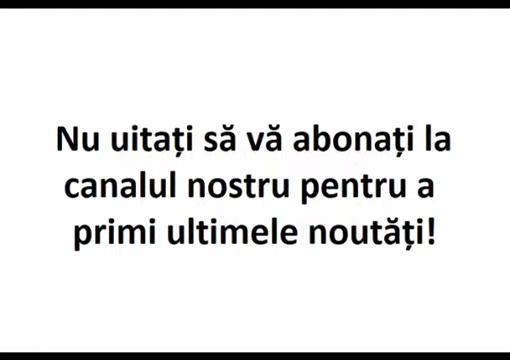 Nu uitați să vă abonați la
canalul nostru pentru a
primi ultimele noutăți!